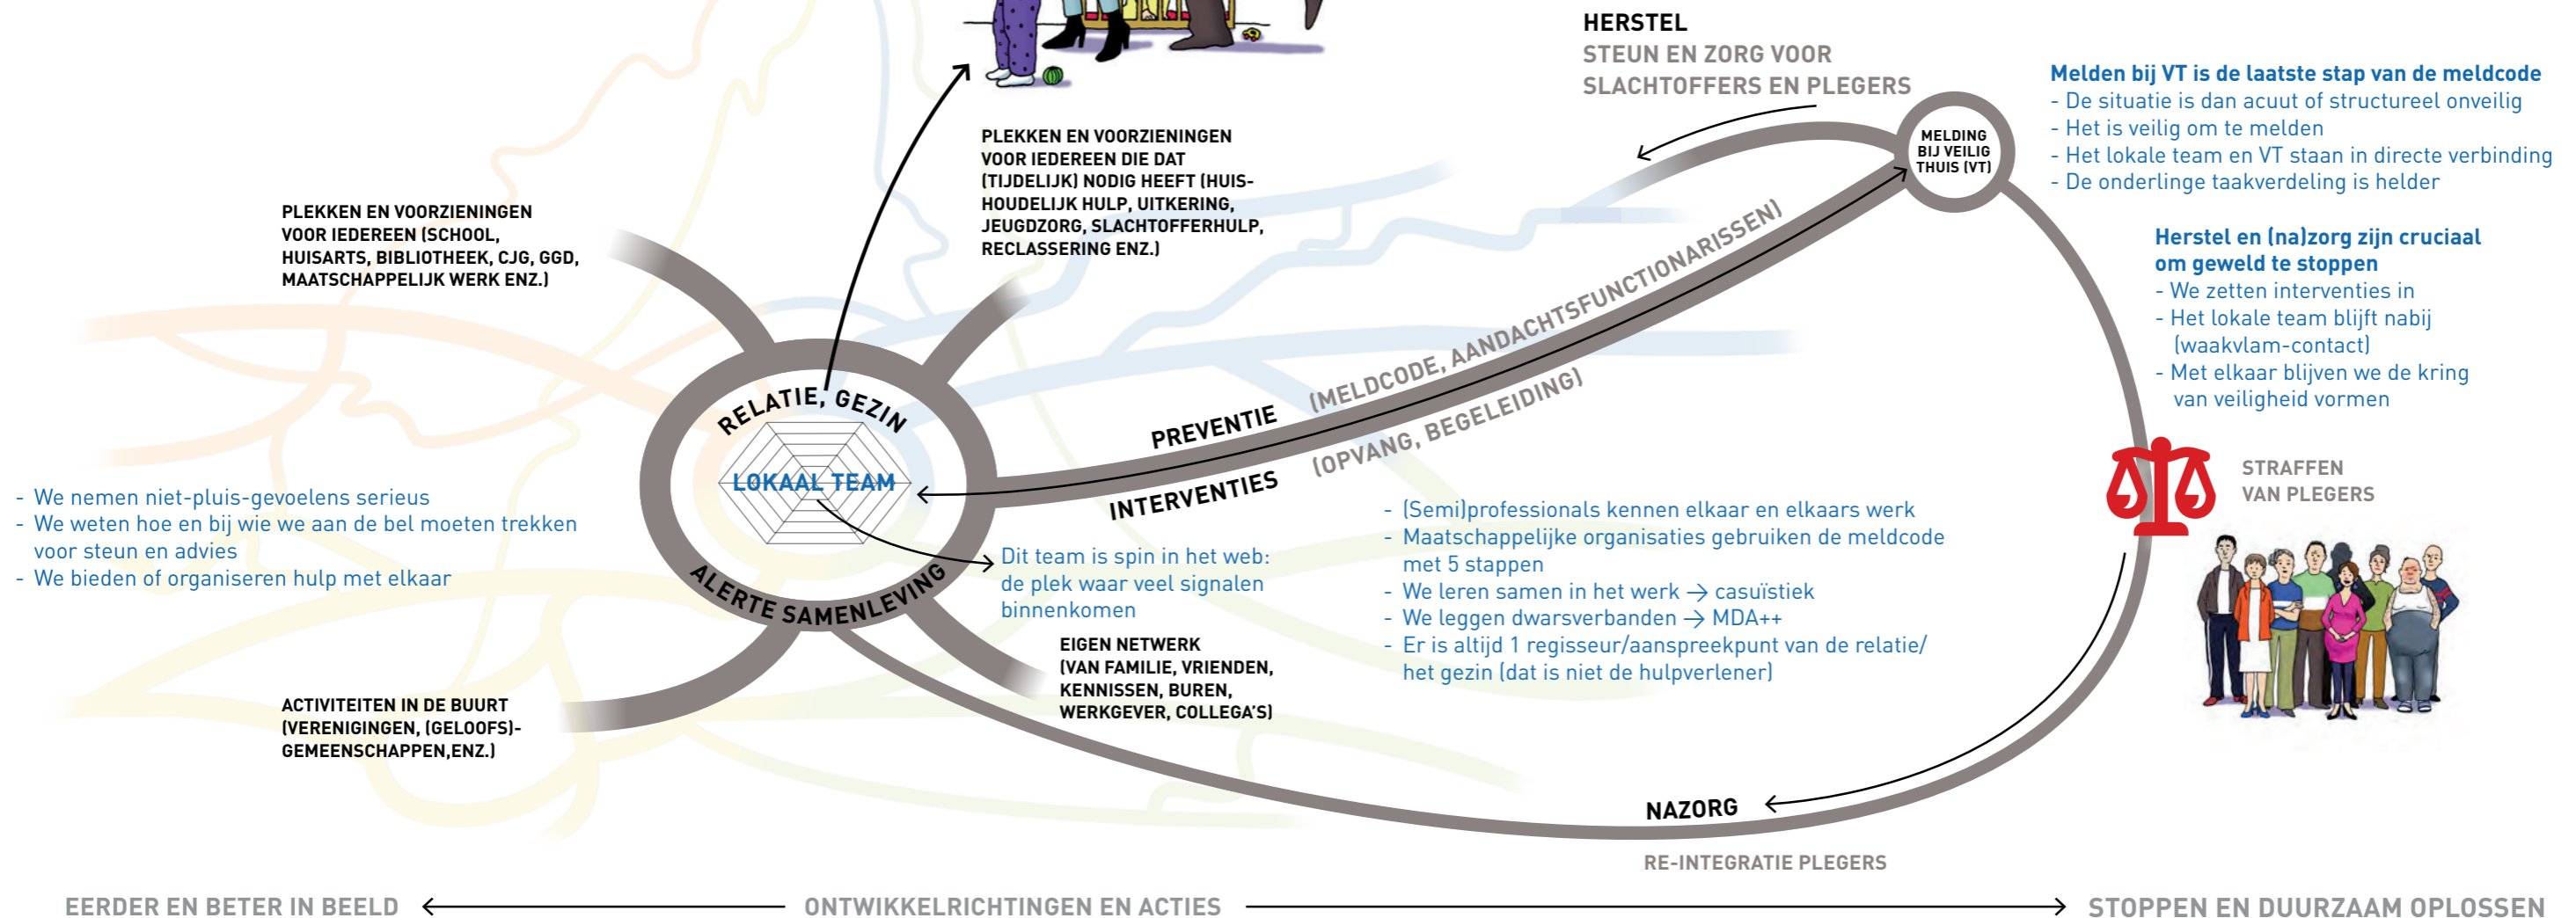 HERSTEL
STEUN EN ZORG VOOR
SLACHTOFFERS EN PLEGERS
MELDING
BIJ VEILIG
THUIS (VT)
Melden bij VT is de laatste stap van de meldcode
- De situatie is dan acuut of structureel onveilig
- Het is veilig om te melden
- Het lokale team en VT staan in directe verbinding
- De onderlinge taakverdeling is helder
Herstel en (na)zorg zijn cruciaal
om geweld te stoppen
- We zetten interventies in
- Het lokale team blijft nabij
(waakvlam-contact)
- Met elkaar blijven we de kring
van veiligheid vormen
STRAFFEN
VAN PLEGERS
PLEKKEN EN VOORZIENINGEN
VOOR IEDEREEN DIE DAT
(TIJDELIJK) NODIG HEEFT (HUIS-
HOUDELIJK HULP, UITKERING,
JEUGDZORG, SLACHTOFFERHULP,
RECLASSERING ENZ.)
PLEKKEN EN VOORZIENINGEN
VOOR IEDEREEN (SCHOOL,
HUISARTS, BIBLIOTHEEK, CJG, GGD,
MAATSCHAPPELIJK WERK ENZ.)
RELATIE, GEZIN
LOKAAL TEAM
ALERTE SAMENLEVING
PREVENTIE (MELDCODE, AANDACHTSFUNCTIONARISSEN)
INTERVENTIES (OPVANG, BEGELEIDING)
- We nemen niet-pluis-gevoelens serieus
- We weten hoe en bij wie we aan de bel moeten trekken
voor steun en advies
- We bieden of organiseren hulp met elkaar
Dit team is spin in het web:
de plek waar veel signalen
binnenkomen
- (Semi)professionals kennen elkaar en elkaars werk
- Maatschappelijke organisaties gebruiken de meldcode
met 5 stappen
- We leren samen in het werk → casuïstiek
- We leggen dwarsverbanden → MDA++
- Er is altijd 1 regisseur/aanspreekpunt van de relatie/
het gezin (dat is niet de hulpverlener)
EIGEN NETWERK
(VAN FAMILIE, VRIENDEN,
KENNISSEN, BUREN,
WERKGEVER, COLLEGA'S)
ACTIVITEITEN IN DE BUURT
(VERENIGINGEN, (GELOOFS)-
GEMEENSCHAPPEN,ENZ.)
NAZORG
RE-INTEGRATIE PLEGERS
EERDER EN BETER IN BEELD
ONTWIKKELRICHTINGEN EN ACTIES
STOPPEN EN DUURZAAM OPLOSSEN